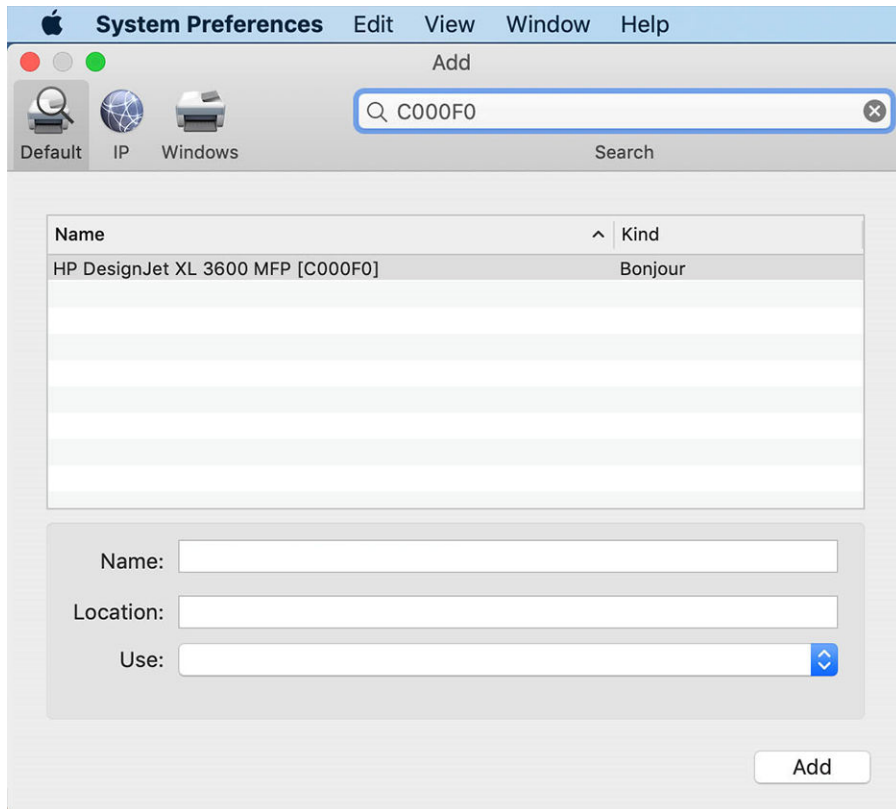 System Preferences Edit View Window Help
Add
C000F0
Default IP Windows Search
Name Kind
HP DesignJet XL 3600 MFP [C000F0] Bonjour
Name:
Location:
Use:
Add